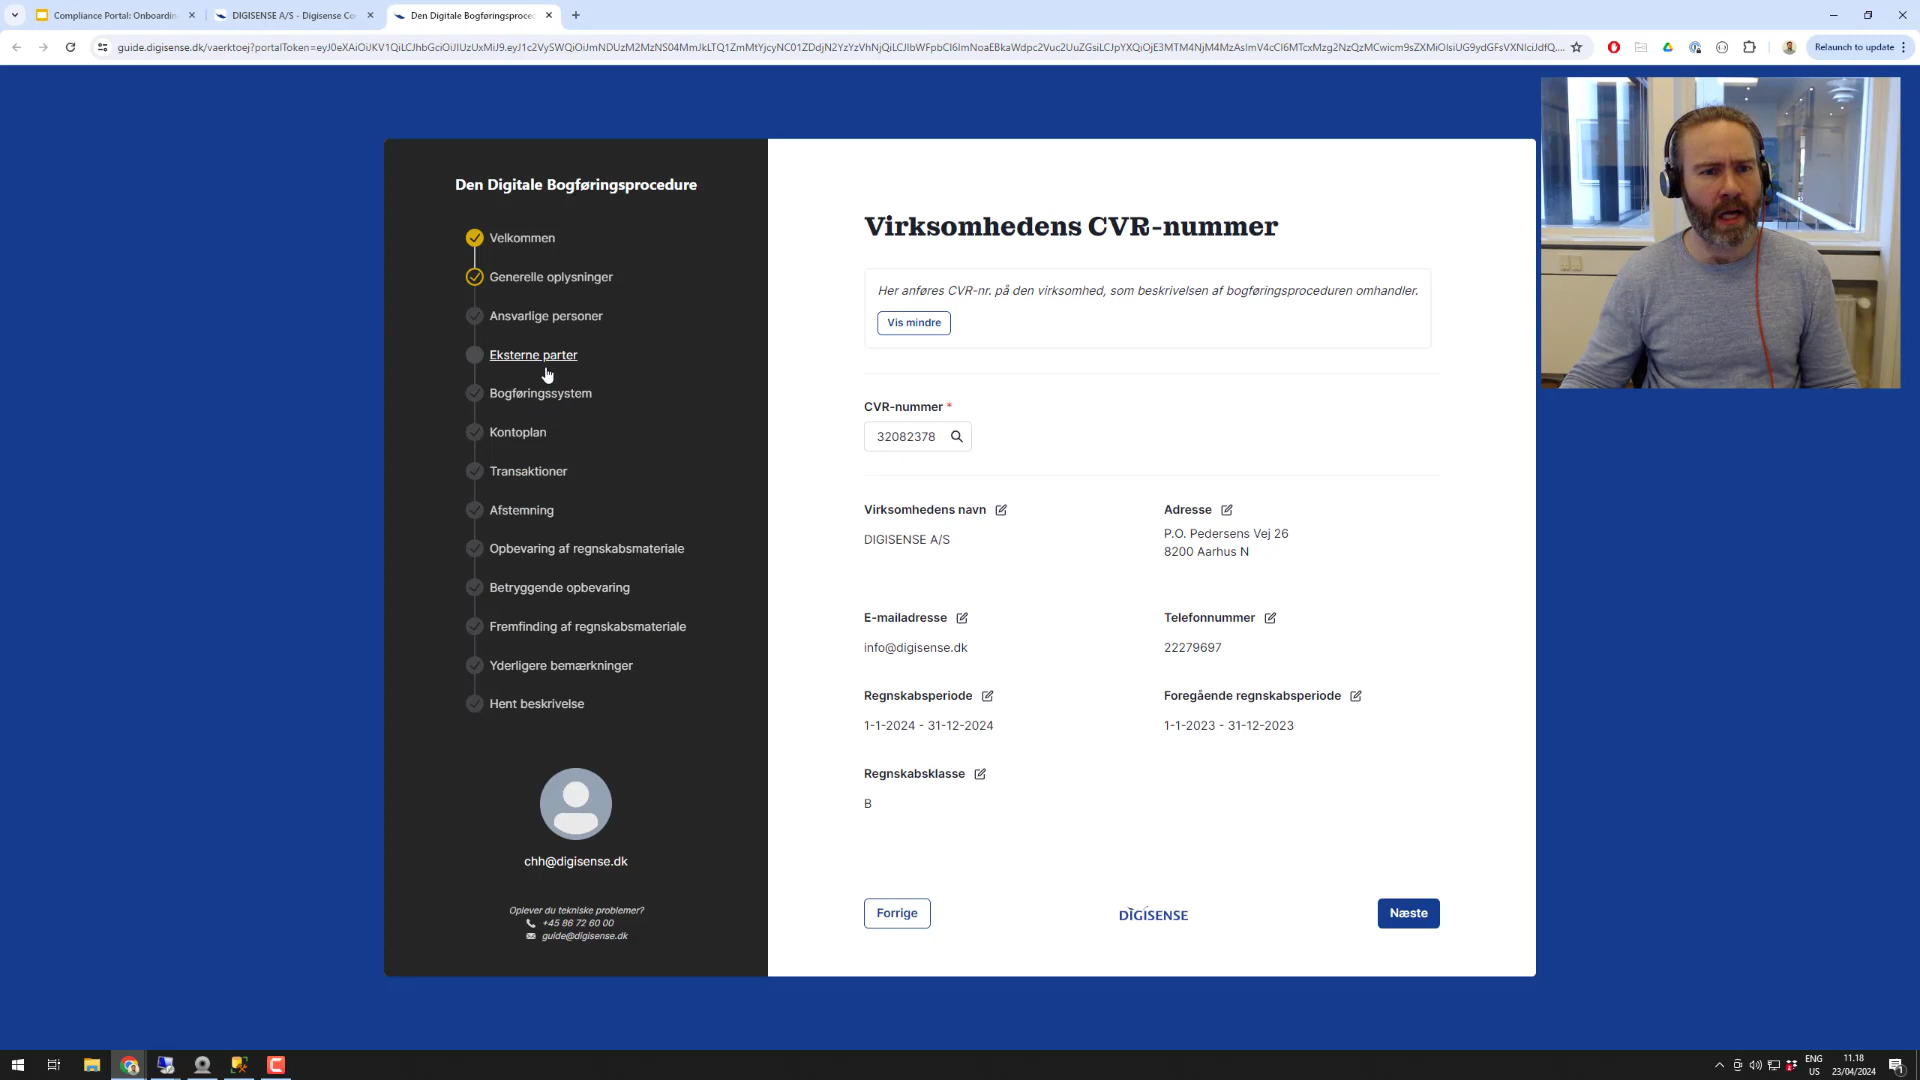 Compliance Portal: Onboardin
DIGISENSE A/S - Digisense Co
Den Digitale Bogføringsproced
Relaunch to update
Den Digitale Bogføringsprocedure
Velkommen
Generelle oplysninger
Ansvarlige personer
Eksterne parter
Bogføringssystem
Kontoplan
Transaktioner
Afstemning
Opbevaring af regnskabsmateriale
Betryggende opbevaring
Fremfinding af regnskabsmateriale
Yderligere bemærkninger
Hent beskrivelse
chh@digisense.dk
Oplever du tekniske problemer?
+45 86 72 60 00
guide@digisense.dk
Virksomhedens CVR-nummer
Her anføres CVR-nr. på den virksomhed, som beskrivelsen af bogføringsproceduren omhandler.
Vis mindre
CVR-nummer *
32082378
Virksomhedens navn
DIGISENSE A/S
Adresse
P.O. Pedersens Vej 26
8200 Aarhus N
E-mailadresse
info@digisense.dk
Telefonnummer
22279697
Regnskabsperiode
1-1-2024 - 31-12-2024
Foregående regnskabsperiode
1-1-2023 - 31-12-2023
Regnskabsklasse
B
Forrige
DIGISENSE
Næste
ENG
US
11.18
23/04/2024